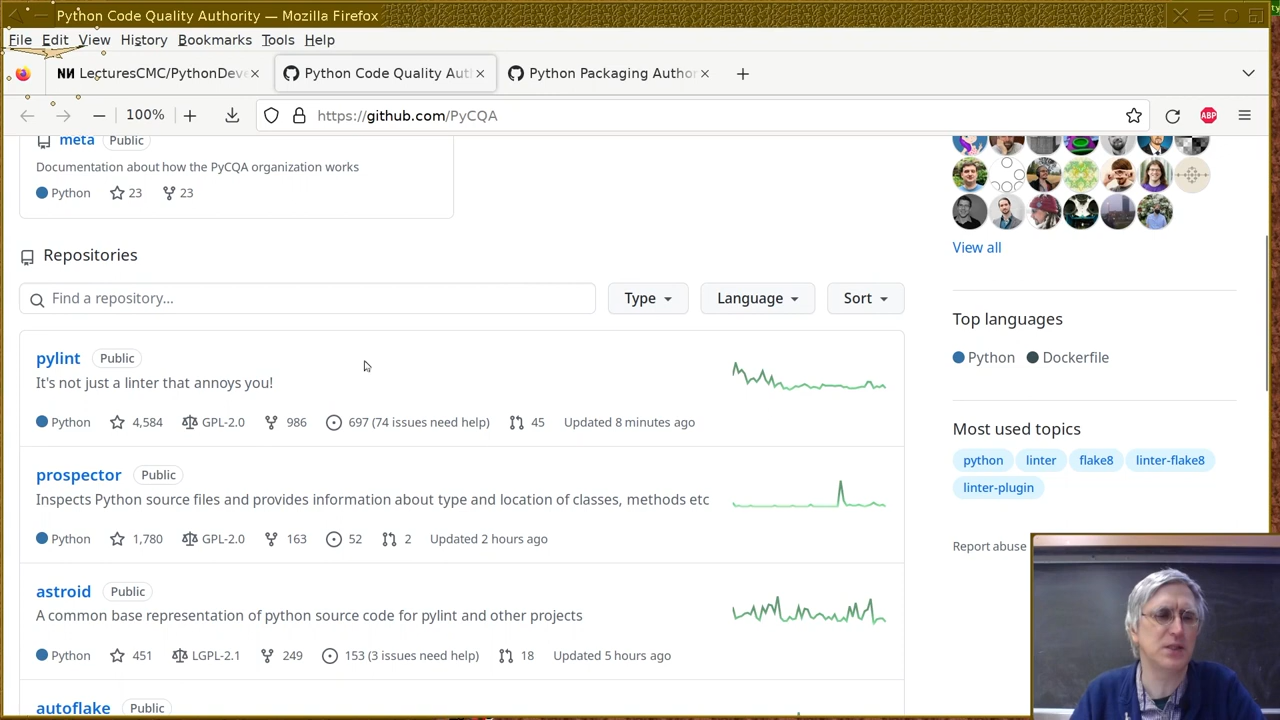 Python Code Quality Authority — Mozilla Firefox
File Edit View History Bookmarks Tools Help
LecturesCMC/PythonDeve
Python Code Quality Auth
Python Packaging Author
100%
https://github.com/PyCQA
ABP
meta Public
Documentation about how the PyCQA organization works
Python 23 23
View all
Repositories
Find a repository...
Type Language Sort
pylint Public
It's not just a linter that annoys you!
Python 4,584 GPL-2.0 986 697 (74 issues need help) 45 Updated 8 minutes ago
prospector Public
Inspects Python source files and provides information about type and location of classes, methods etc
Python 1,780 GPL-2.0 163 52 2 Updated 2 hours ago
astroid Public
A common base representation of python source code for pylint and other projects
Python 451 LGPL-2.1 249 153 (3 issues need help) 18 Updated 5 hours ago
autoflake Public
Top languages
Python Dockerfile
Most used topics
python linter flake8 linter-flake8
linter-plugin
Report abuse